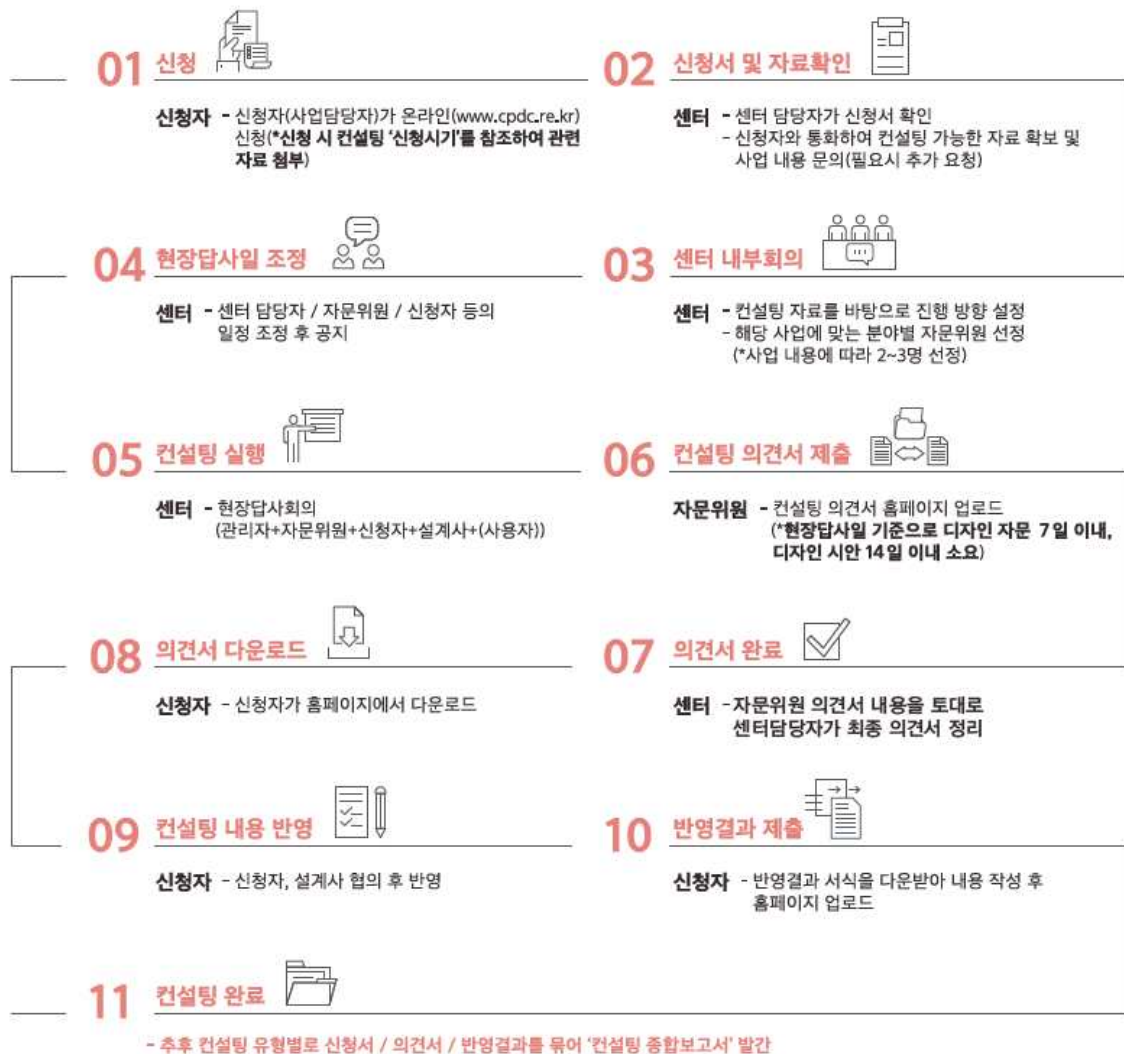 01 신청
신청자 - 신청자(사업담당자)가 온라인(www.cpdc.re.kr)
신청(*신청 시 컨설팅 '신청시기'를 참조하여 관련
자료 첨부)
02 신청서 및 자료확인
센터 - 센터 담당자가 신청서 확인
- 신청자와 통화하여 컨설팅 가능한 자료 확보 및
사업 내용 문의(필요시 추가 요청)
03 센터 내부회의
센터 - 컨설팅 자료를 바탕으로 진행 방향 설정
- 해당 사업에 맞는 분야별 자문위원 선정
(*사업 내용에 따라 2~3명 선정)
04 현장답사일 조정
센터 - 센터 담당자 / 자문위원 / 신청자 등의
일정 조정 후 공지
05 컨설팅 실행
센터 - 현장답사회의
(관리자+자문위원+신청자+설계사+(사용자))
06 컨설팅 의견서 제출
자문위원 - 컨설팅 의견서 홈페이지 업로드
(*현장답사일 기준으로 디자인 자문 7일 이내,
디자인 시안 14일 이내 소요)
07 의견서 완료
센터 - 자문위원 의견서 내용을 토대로
센터담당자가 최종 의견서 정리
08 의견서 다운로드
신청자 - 신청자가 홈페이지에서 다운로드
09 컨설팅 내용 반영
신청자 - 신청자, 설계사 협의 후 반영
10 반영결과 제출
신청자 - 반영결과 서식을 다운받아 내용 작성 후
홈페이지 업로드
11 컨설팅 완료
- 추후 컨설팅 유형별로 신청서 / 의견서 / 반영결과를 묶어 '컨설팅 종합보고서' 발간